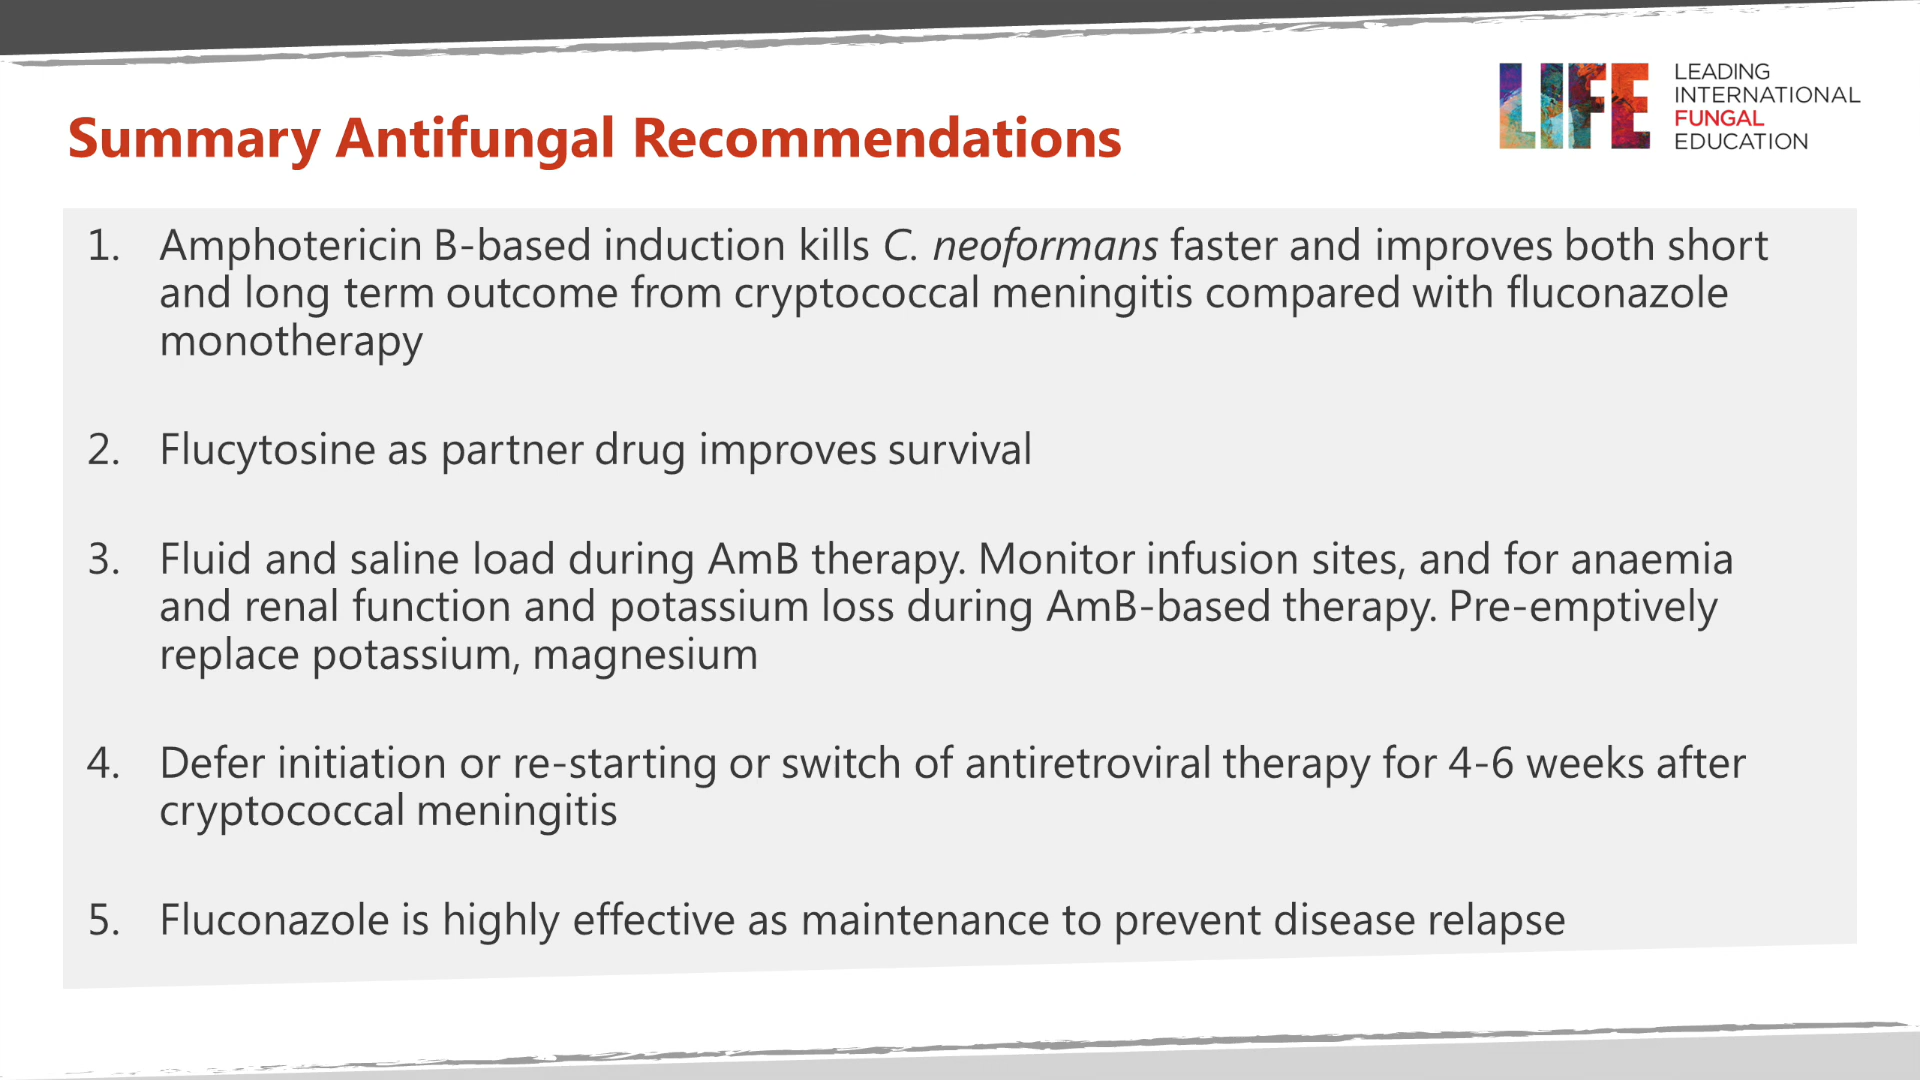 LIFE
LEADING
INTERNATIONAL
FUNGAL
EDUCATION
Summary Antifungal Recommendations
1. Amphotericin B-based induction kills C. neoformans faster and improves both short
and long term outcome from cryptococcal meningitis compared with fluconazole
monotherapy
2. Flucytosine as partner drug improves survival
3. Fluid and saline load during AmB therapy. Monitor infusion sites, and for anaemia
and renal function and potassium loss during AmB-based therapy. Pre-emptively
replace potassium, magnesium
4. Defer initiation or re-starting or switch of antiretroviral therapy for 4-6 weeks after
cryptococcal meningitis
5. Fluconazole is highly effective as maintenance to prevent disease relapse